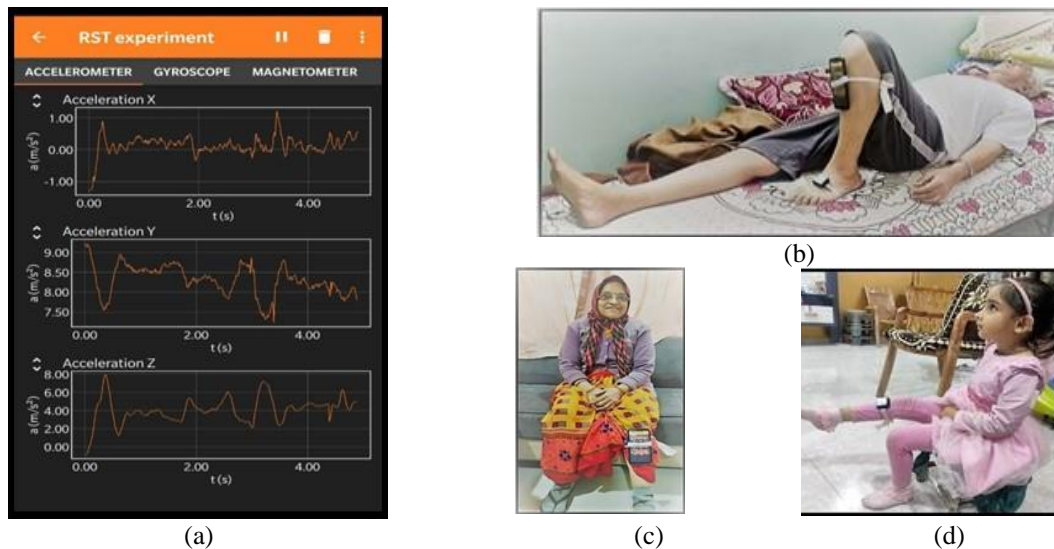 RST experiment
ACCELEROMETER GYROSCOPE MAGNETOMETER
Acceleration X
a (m/s²)
1.00
0.00
-1.00
0.00 2.00 4.00
t (s)
Acceleration Y
a (m/s²)
9.00
8.50
7.50
0.00 2.00 4.00
t (s)
Acceleration Z
a (m/s²)
8.00
6.00
4.00
2.00
0.00
0.00 2.00 4.00
t (s)
(a)
(b)
(c)
(d)